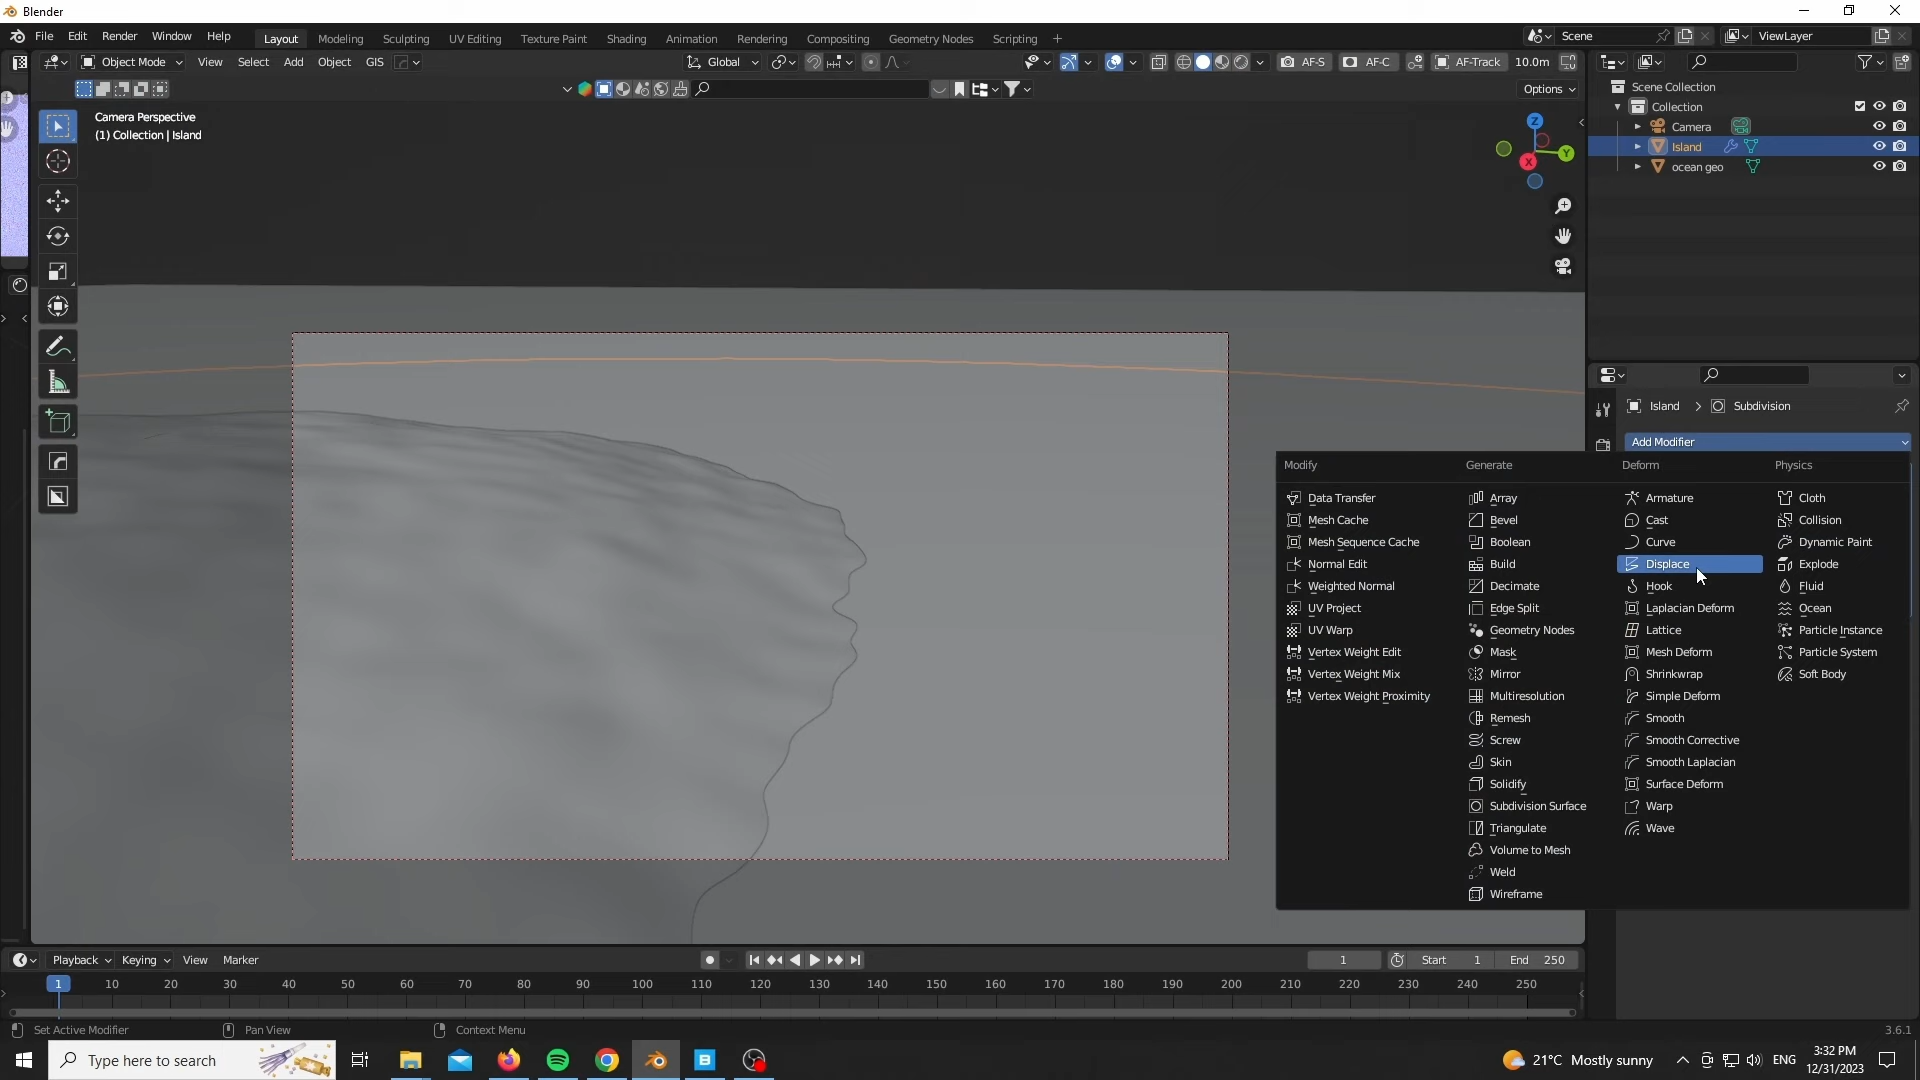 Blender
File Edit Render Window Help
Layout Modeling Sculpting UV Editing Texture Paint Shading Animation Rendering Compositing Geometry Nodes Scripting +
Scene
ViewLayer
Object Mode View Select Add Object GIS
Global
AF-S AF-C AF-Track 10.0m
Options
Camera Perspective
(1) Collection | Island
Z
Y
X
Scene Collection
Collection
Camera
Island
ocean geo
Island > Subdivision
Add Modifier
Modify
Data Transfer
Mesh Cache
Mesh Sequence Cache
Normal Edit
Weighted Normal
UV Project
UV Warp
Vertex Weight Edit
Vertex Weight Mix
Vertex Weight Proximity
Generate
Array
Bevel
Boolean
Build
Decimate
Edge Split
Geometry Nodes
Mask
Mirror
Multiresolution
Remesh
Screw
Skin
Solidify
Subdivision Surface
Triangulate
Volume to Mesh
Weld
Wireframe
Deform
Armature
Cast
Curve
Displace
Hook
Laplacian Deform
Lattice
Mesh Deform
Shrinkwrap
Simple Deform
Smooth
Smooth Corrective
Smooth Laplacian
Surface Deform
Warp
Wave
Physics
Cloth
Collision
Dynamic Paint
Explode
Fluid
Ocean
Particle Instance
Particle System
Soft Body
Playback Keying View Marker
1 Start 1 End 250
1 10 20 30 40 50 60 70 80 90 100 110 120 130 140 150 160 170 180 190 200 210 220 230 240 250
Set Active Modifier Pan View Context Menu
3.6.1
Type here to search
21°C Mostly sunny
ENG
3:32 PM
12/31/2023